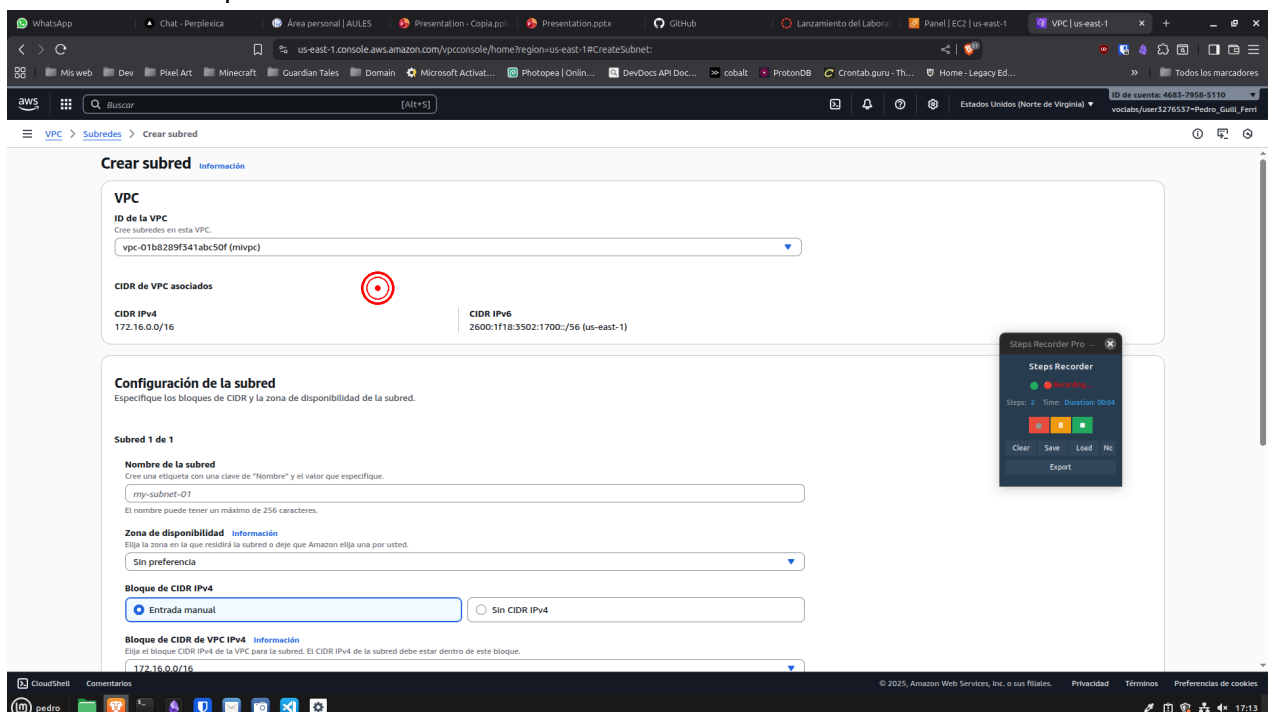 WhatsApp
Chat - Perplexica
Área personal | AULES
Presentation - Copia.ppt
Presentation.pptx
GitHub
Lanzamiento del Laborat
Panel | EC2 | us-east-1
VPC | us-east-1
us-east-1.console.aws.amazon.com/vpcconsole/home?region=us-east-1#CreateSubnet:
Mis web
Dev
Pixel Art
Minecraft
Guardian Tales
Domain
Microsoft Activat...
Photopea | Onlin...
DevDocs API Doc...
cobalt
ProtonDB
Crontab.guru - Th...
Home - Legacy Ed...
»
Todos los marcadores
aws
Buscar
[Alt+S]
Estados Unidos (Norte de Virginia)
ID de cuenta: 4683-7958-5110
voclabs/user3276537=Pedro_Guill_Ferri
VPC > Subredes > Crear subred
Crear subred Información
VPC
ID de la VPC
Cree subredes en esta VPC.
vpc-01b8289f341abc50f (mivpc)
CIDR de VPC asociados
CIDR IPv4
172.16.0.0/16
CIDR IPv6
2600:1f18:3502:1700::/56 (us-east-1)
Steps Recorder Pro –
Steps Recorder
Recording...
Steps: 2 Time: Duration: 00:04
Clear Save Load Nc
Export
Configuración de la subred
Especifique los bloques de CIDR y la zona de disponibilidad de la subred.
Subred 1 de 1
Nombre de la subred
Cree una etiqueta con una clave de "Nombre" y el valor que especifique.
my-subnet-01
El nombre puede tener un máximo de 256 caracteres.
Zona de disponibilidad Información
Elija la zona en la que residirá la subred o deje que Amazon elija una por usted.
Sin preferencia
Bloque de CIDR IPv4
Entrada manual
Sin CIDR IPv4
Bloque de CIDR de VPC IPv4 Información
Elija el bloque CIDR IPv4 de la VPC para la subred. El CIDR IPv4 de la subred debe estar dentro de este bloque.
172.16.0.0/16
CloudShell
Comentarios
© 2025, Amazon Web Services, Inc. o sus filiales.
Privacidad
Términos
Preferencias de cookies
pedro
17:13